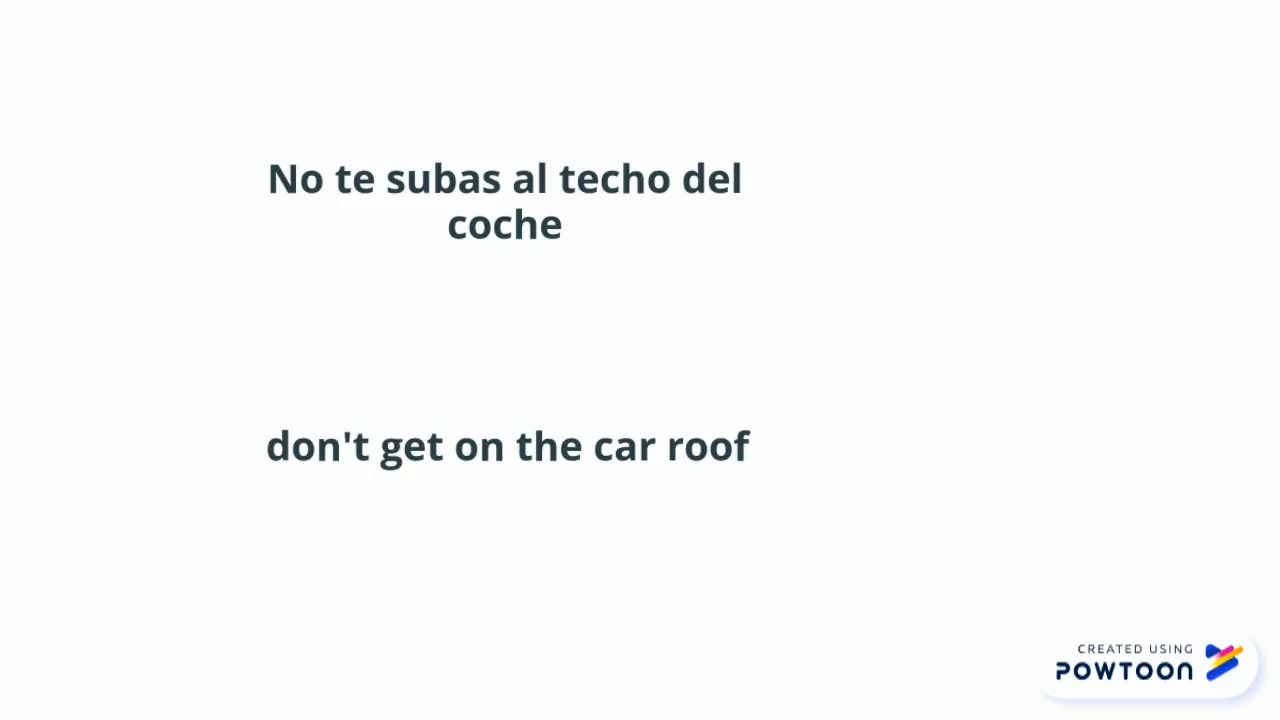 No te subas al techo del
coche
don't get on the car roof
CREATED USING
POWTOON